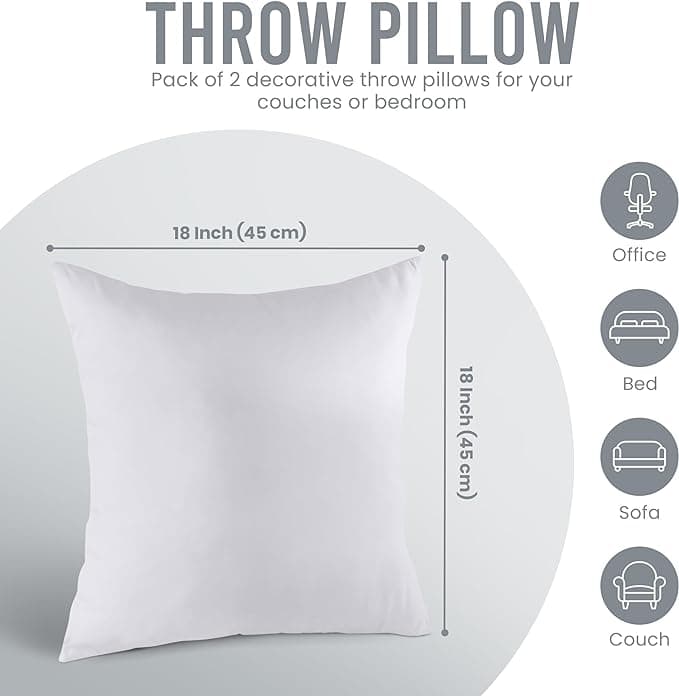 THROW PILLOW
Pack of 2 decorative throw pillows for your
couches or bedroom
18 Inch (45 cm)
18 Inch (45 cm)
Office
Bed
Sofa
Couch